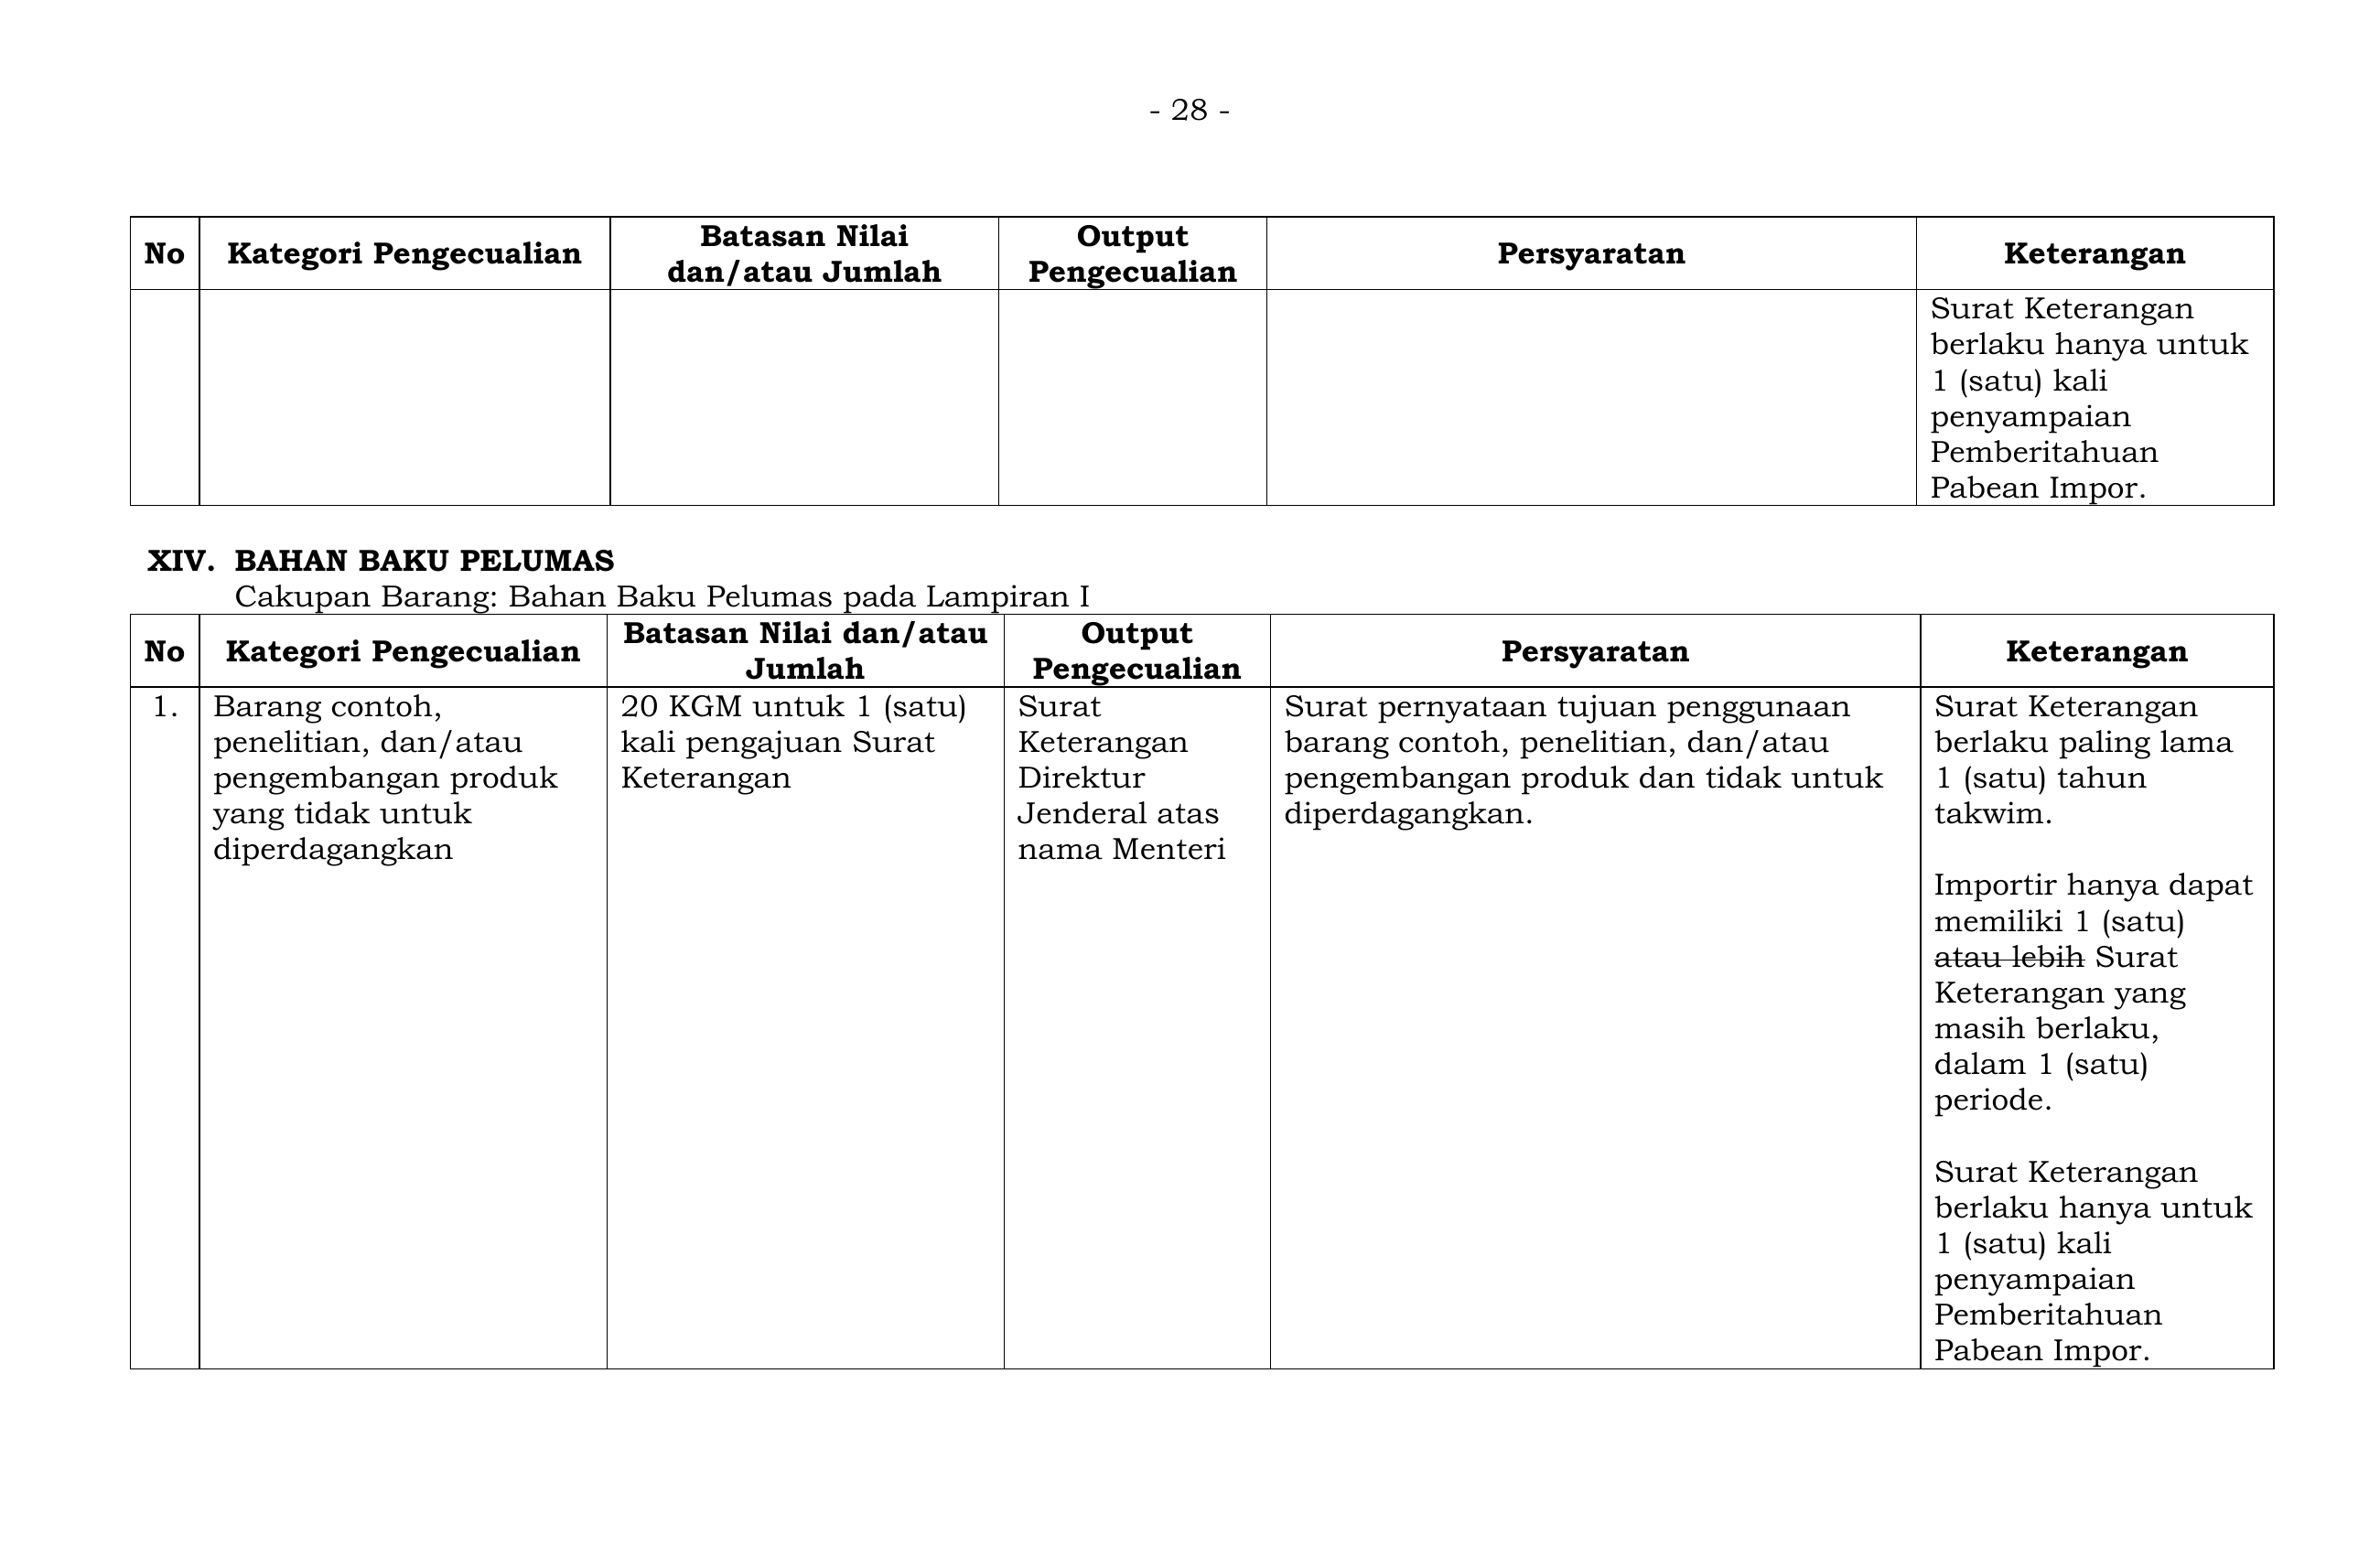 - 28 -
No
Kategori Pengecualian
Batasan Nilai
dan/atau Jumlah
Output
Pengecualian
Persyaratan
Keterangan
Surat Keterangan
berlaku hanya untuk
1 (satu) kali
penyampaian
Pemberitahuan
Pabean Impor.
XIV. BAHAN BAKU PELUMAS
Cakupan Barang: Bahan Baku Pelumas pada Lampiran I
No
Kategori Pengecualian
Batasan Nilai dan/atau
Jumlah
Output
Pengecualian
Persyaratan
Keterangan
1.
Barang contoh,
penelitian, dan/atau
pengembangan produk
yang tidak untuk
diperdagangkan
20 KGM untuk 1 (satu)
kali pengajuan Surat
Keterangan
Surat
Keterangan
Direktur
Jenderal atas
nama Menteri
Surat pernyataan tujuan penggunaan
barang contoh, penelitian, dan/atau
pengembangan produk dan tidak untuk
diperdagangkan.
Surat Keterangan
berlaku paling lama
1 (satu) tahun
takwim.
Importir hanya dapat
memiliki 1 (satu)
atau lebih Surat
Keterangan yang
masih berlaku,
dalam 1 (satu)
periode.
Surat Keterangan
berlaku hanya untuk
1 (satu) kali
penyampaian
Pemberitahuan
Pabean Impor.